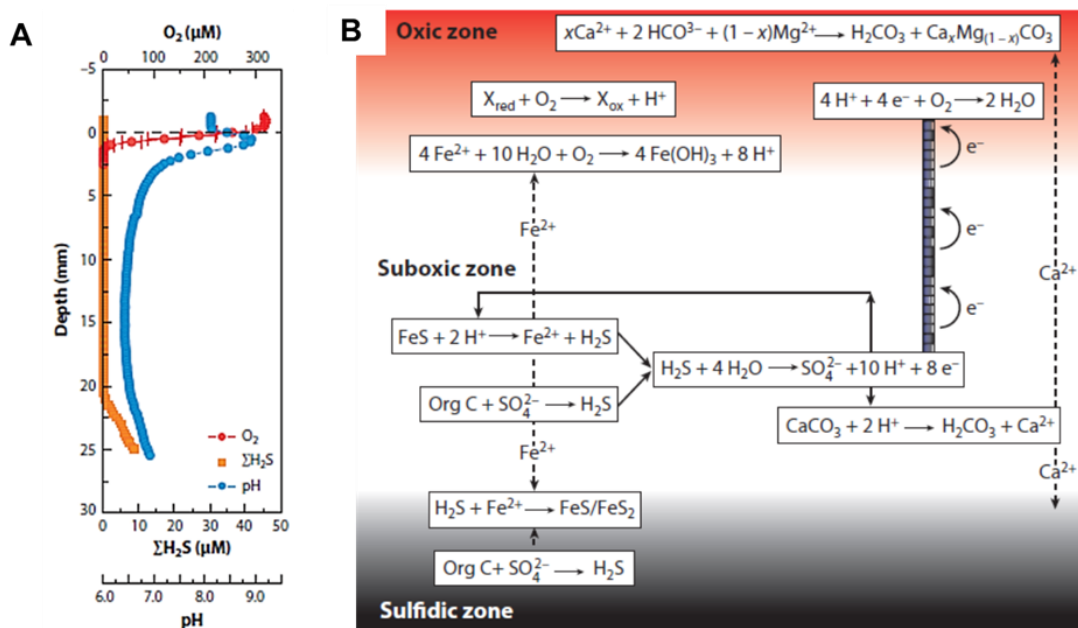 A
O₂ (µM)
0 100 200 300
−5
0
5
10
15
20
25
30
Depth (mm)
O₂
ΣH₂S
pH
0 10 20 30 40 50
ΣH₂S (µM)
6.0 7.0 8.0 9.0
pH
B
Oxic zone
xCa²⁺ + 2 HCO³⁻ + (1 − x)Mg²⁺ ⟶ H₂CO₃ + CaₓMg₍₁ ₋ ₓ₎CO₃
X_red + O₂ ⟶ X_ox + H⁺
4 H⁺ + 4 e⁻ + O₂ ⟶ 2 H₂O
4 Fe²⁺ + 10 H₂O + O₂ ⟶ 4 Fe(OH)₃ + 8 H⁺
e⁻
Fe²⁺
e⁻
Suboxic zone
Ca²⁺
e⁻
FeS + 2 H⁺ ⟶ Fe²⁺ + H₂S
H₂S + 4 H₂O ⟶ SO₄²⁻ +10 H⁺ + 8 e⁻
Org C + SO₄²⁻ ⟶ H₂S
CaCO₃ + 2 H⁺ ⟶ H₂CO₃ + Ca²⁺
Fe²⁺
Ca²⁺
H₂S + Fe²⁺ ⟶ FeS/FeS₂
Org C+ SO₄²⁻ ⟶ H₂S
Sulfidic zone